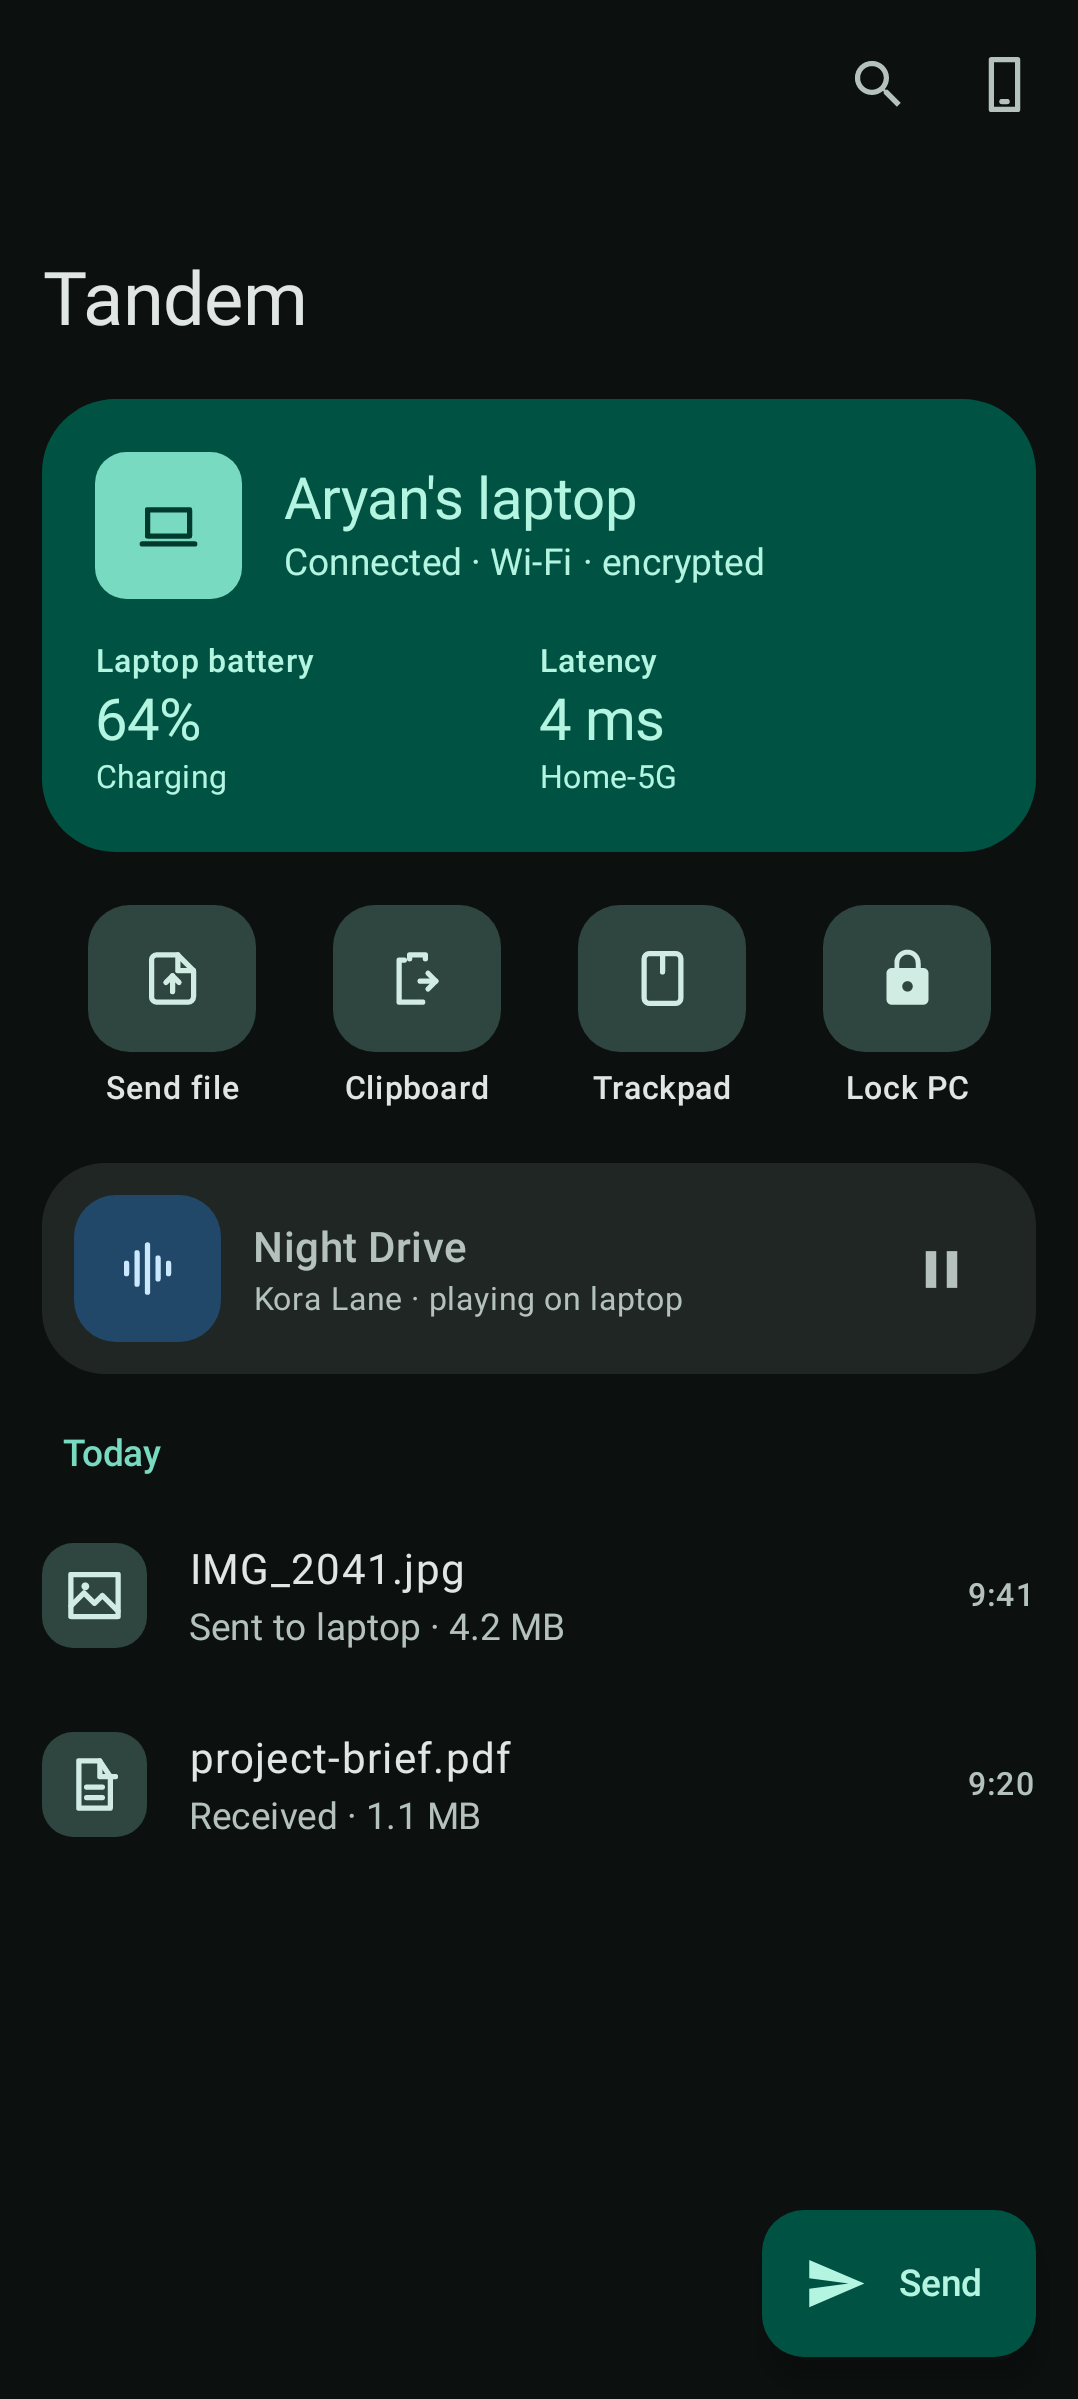 Tandem
Aryan's laptop
Connected · Wi-Fi · encrypted
Laptop battery
64%
Charging
Latency
4 ms
Home-5G
Send file
Clipboard
Trackpad
Lock PC
Night Drive
Kora Lane · playing on laptop
Today
IMG_2041.jpg
Sent to laptop · 4.2 MB
9:41
project-brief.pdf
Received · 1.1 MB
9:20
Send